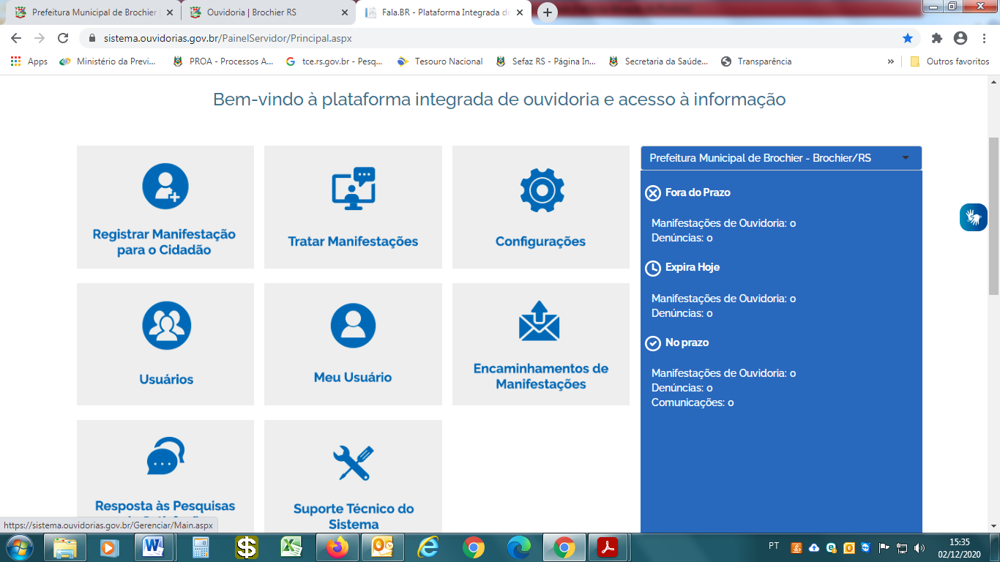 Prefeitura Municipal de Brochier
Ouvidoria | Brochier RS
Fala.BR - Plataforma Integrada de
sistema.ouvidorias.gov.br/PainelServidor/Principal.aspx
Apps
Ministério da Previ...
PROA - Processos A...
tce.rs.gov.br - Pesq...
Tesouro Nacional
Sefaz RS - Página In...
Secretaria da Saúde...
Transparência
»
Outros favoritos
Bem-vindo à plataforma integrada de ouvidoria e acesso à informação
Registrar Manifestação
para o Cidadão
Tratar Manifestações
Configurações
Usuários
Meu Usuário
Encaminhamentos de
Manifestações
Resposta às Pesquisas
Suporte Técnico do
Sistema
Prefeitura Municipal de Brochier - Brochier/RS
Fora do Prazo
Manifestações de Ouvidoria: 0
Denúncias: 0
Expira Hoje
Manifestações de Ouvidoria: 0
Denúncias: 0
No prazo
Manifestações de Ouvidoria: 0
Denúncias: 0
Comunicações: 0
https://sistema.ouvidorias.gov.br/Gerenciar/Main.aspx
PT
15:35
02/12/2020